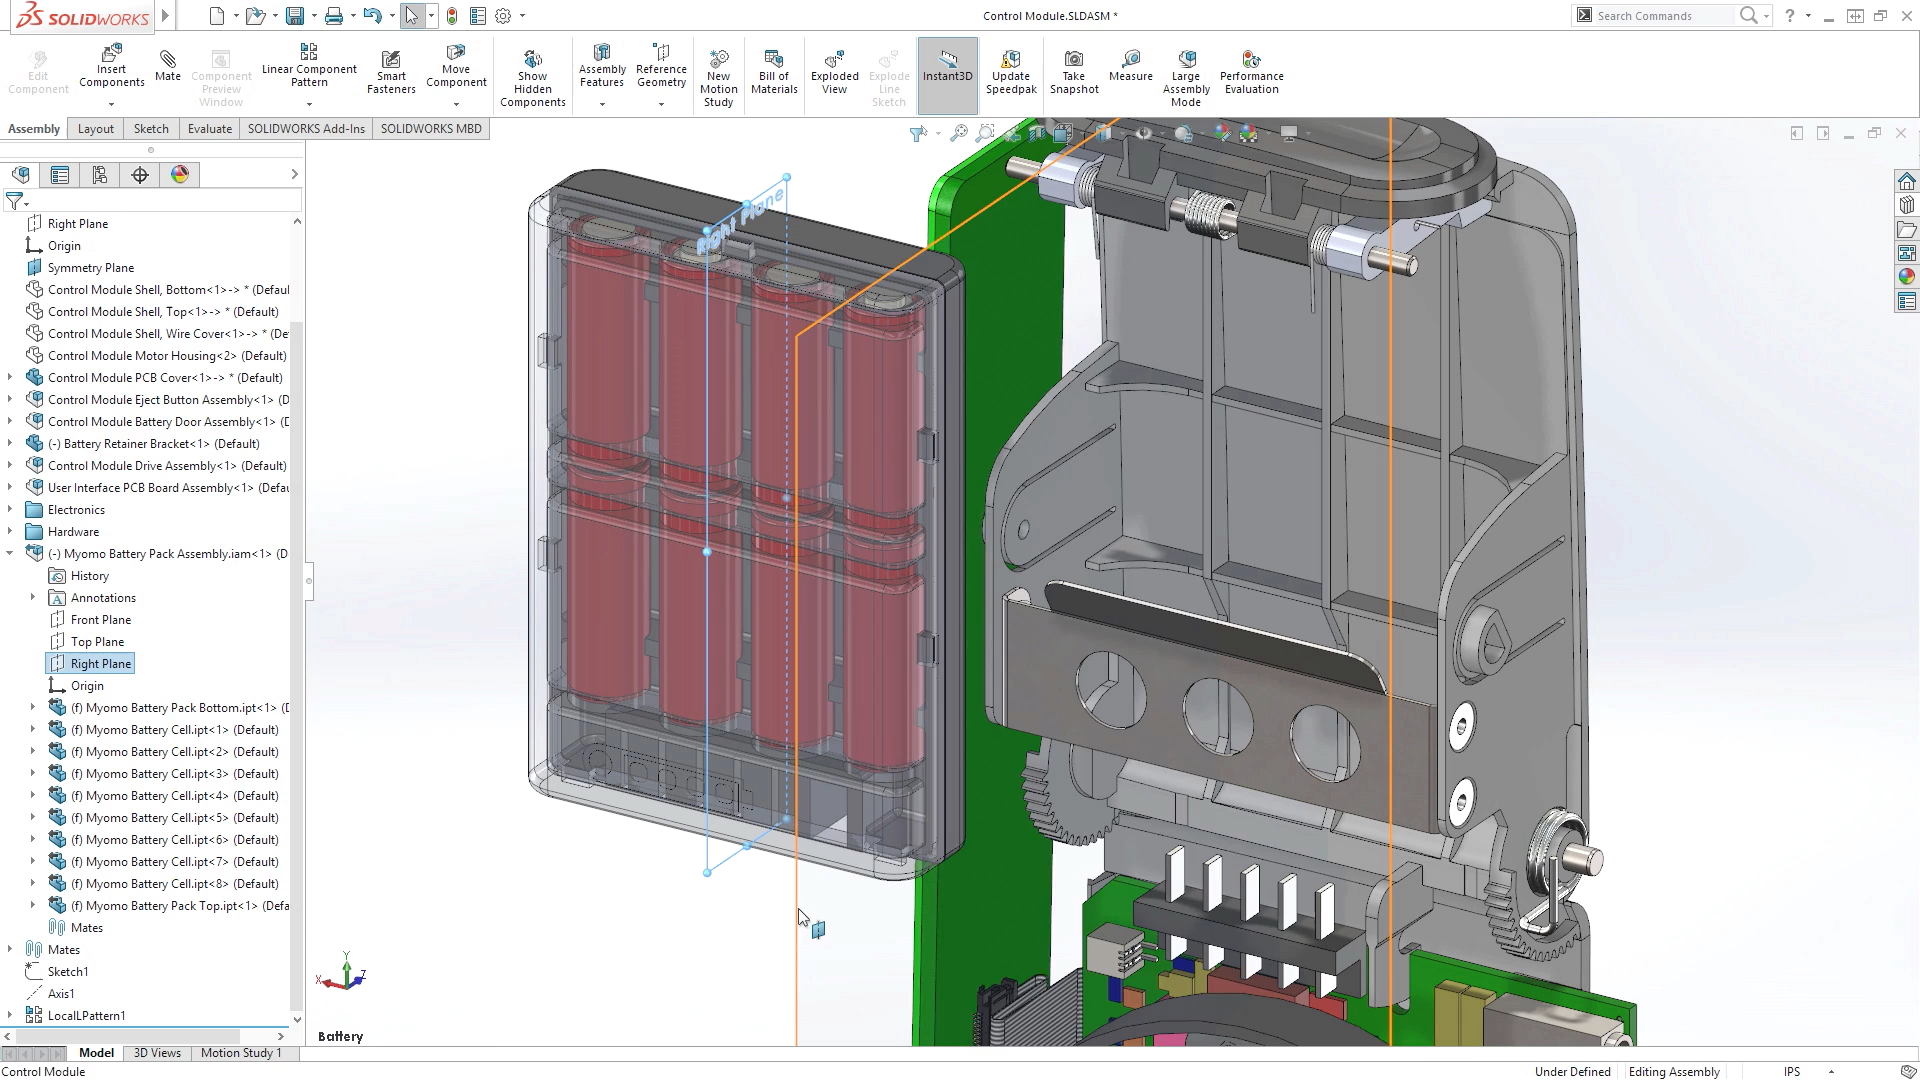 SOLIDWORKS
Control Module.SLDASM *
Search Commands
Edit Component
Insert Components
Mate
Component Preview Window
Linear Component Pattern
Smart Fasteners
Move Component
Show Hidden Components
Assembly Features
Reference Geometry
New Motion Study
Bill of Materials
Exploded View
Explode Line Sketch
Instant3D
Update Speedpak
Take Snapshot
Measure
Large Assembly Mode
Performance Evaluation
Assembly
Layout
Sketch
Evaluate
SOLIDWORKS Add-Ins
SOLIDWORKS MBD
Right Plane
Origin
Symmetry Plane
Control Module Shell, Bottom<1>-> * (Defaul
Control Module Shell, Top<1>-> * (Default)
Control Module Shell, Wire Cover<1>-> * (De
Control Module Motor Housing<2> (Default)
Control Module PCB Cover<1>-> * (Default)
Control Module Eject Button Assembly<1> (D
Control Module Battery Door Assembly<1> (D
(-) Battery Retainer Bracket<1> (Default)
Control Module Drive Assembly<1> (Default)
User Interface PCB Board Assembly<1> (Defau
Electronics
Hardware
(-) Myomo Battery Pack Assembly.iam<1> (D
History
Annotations
Front Plane
Top Plane
Right Plane
Origin
(f) Myomo Battery Pack Bottom.ipt<1> (D
(f) Myomo Battery Cell.ipt<1> (Default)
(f) Myomo Battery Cell.ipt<2> (Default)
(f) Myomo Battery Cell.ipt<3> (Default)
(f) Myomo Battery Cell.ipt<4> (Default)
(f) Myomo Battery Cell.ipt<5> (Default)
(f) Myomo Battery Cell.ipt<6> (Default)
(f) Myomo Battery Cell.ipt<7> (Default)
(f) Myomo Battery Cell.ipt<8> (Default)
(f) Myomo Battery Pack Top.ipt<1> (Defa
Mates
Mates
Sketch1
Axis1
LocalLPattern1
Right Plane
Y
X
Z
Battery
Model
3D Views
Motion Study 1
Control Module
Under Defined
Editing Assembly
IPS